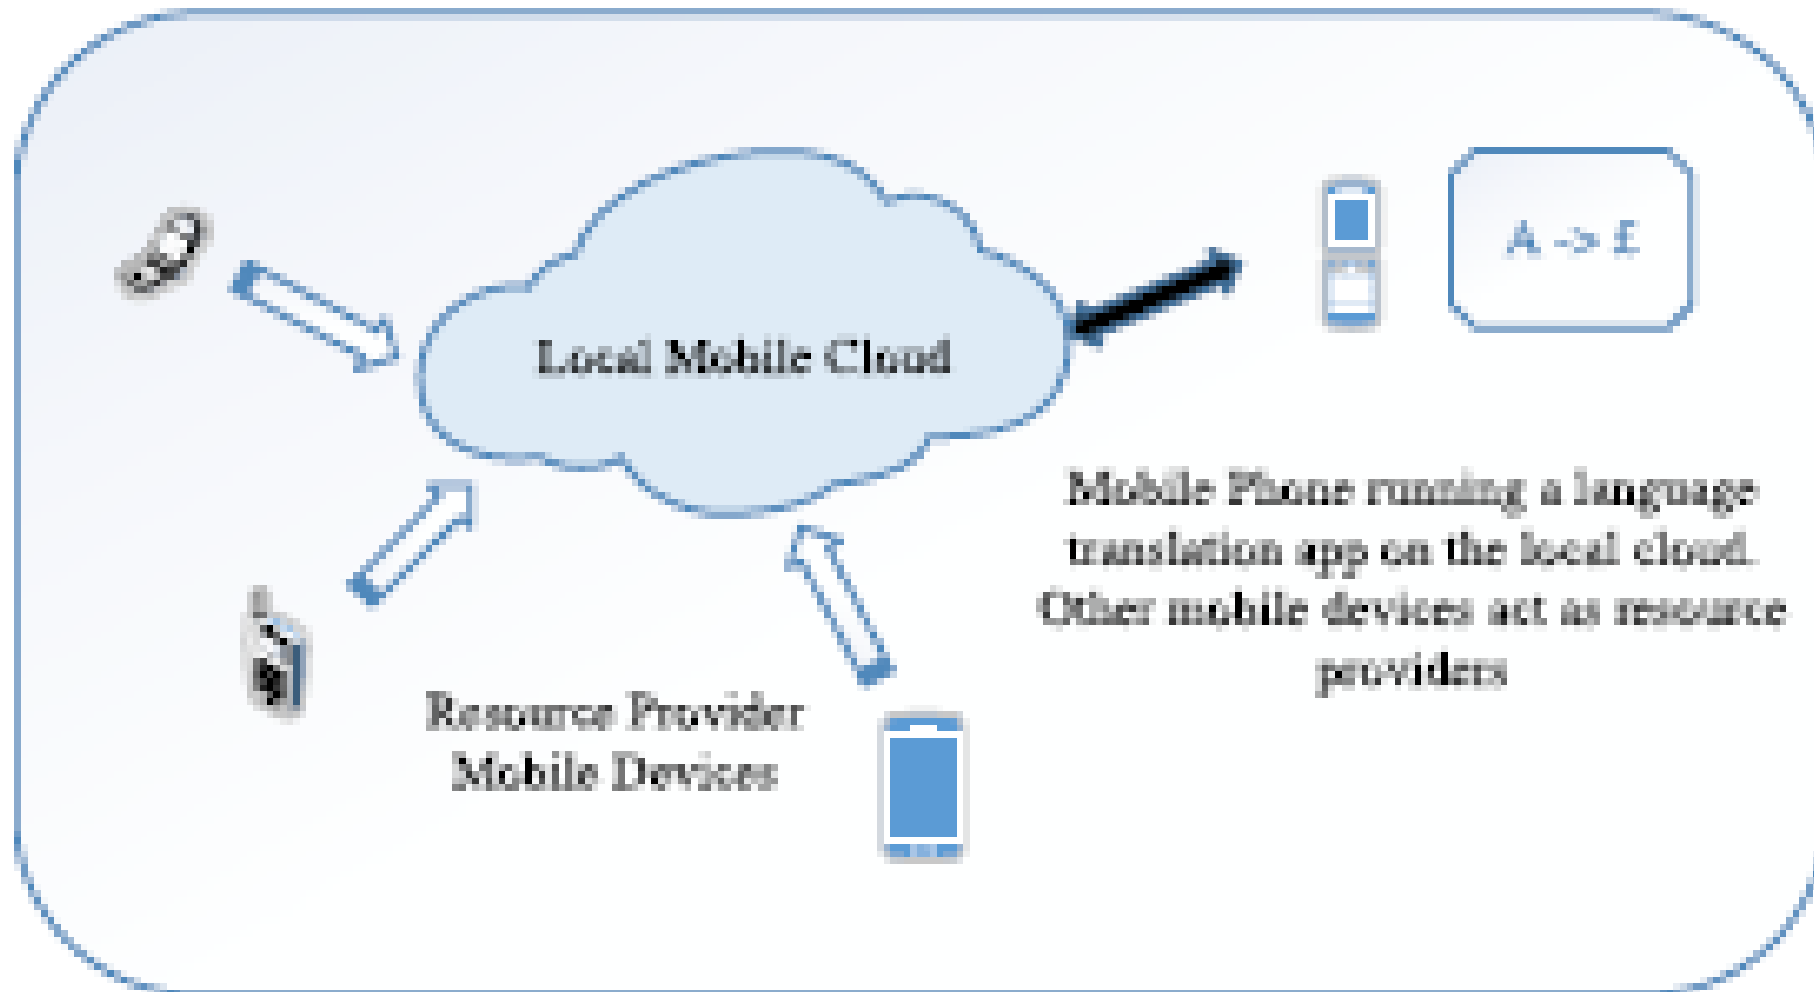 A -> £
Local Mobile Cloud
Mobile Phone running a language
translation app on the local cloud.
Other mobile devices act as resource
providers
Resource Provider
Mobile Devices